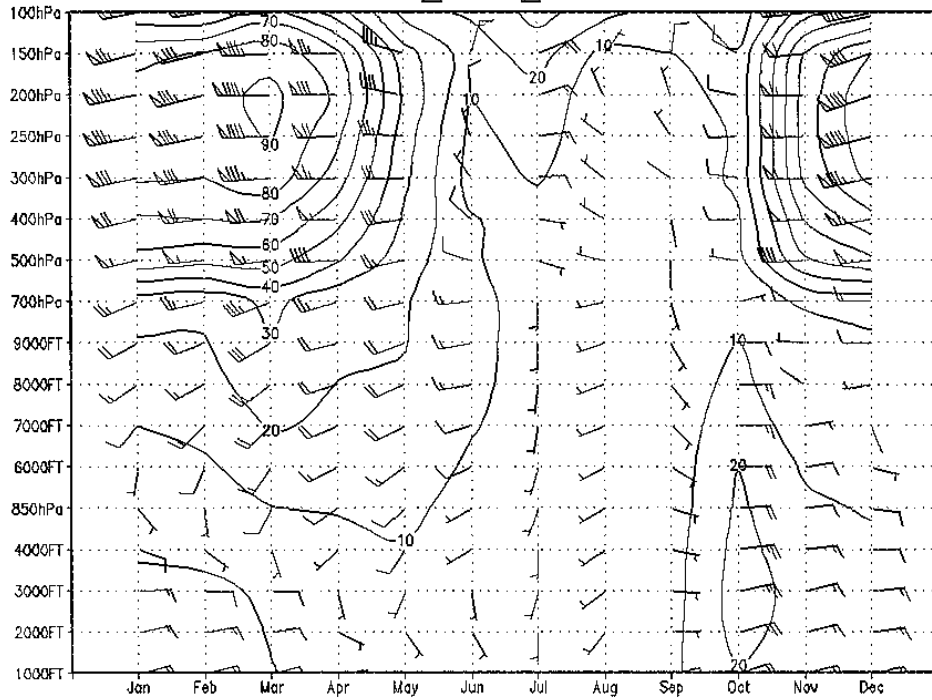 100hPa 70
80
150hPa 10
20
200hPa 10
250hPa 90
300hPa 80
400hPa 70
60
500hPa 50
40
700hPa 30
9000FT 10
8000FT
7000FT 20
6000FT 20
850hPa
4000FT 10
3000FT
2000FT
1000FT 20
Jan Feb Mar Apr May Jun Jul Aug Sep Oct Nov Dec